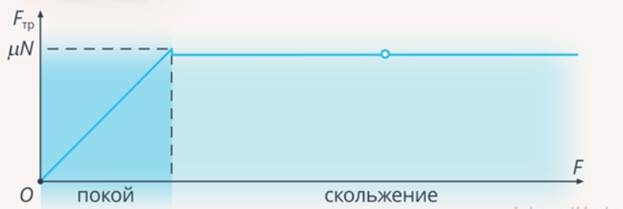 Fтр
μN
F
O
покой
скольжение